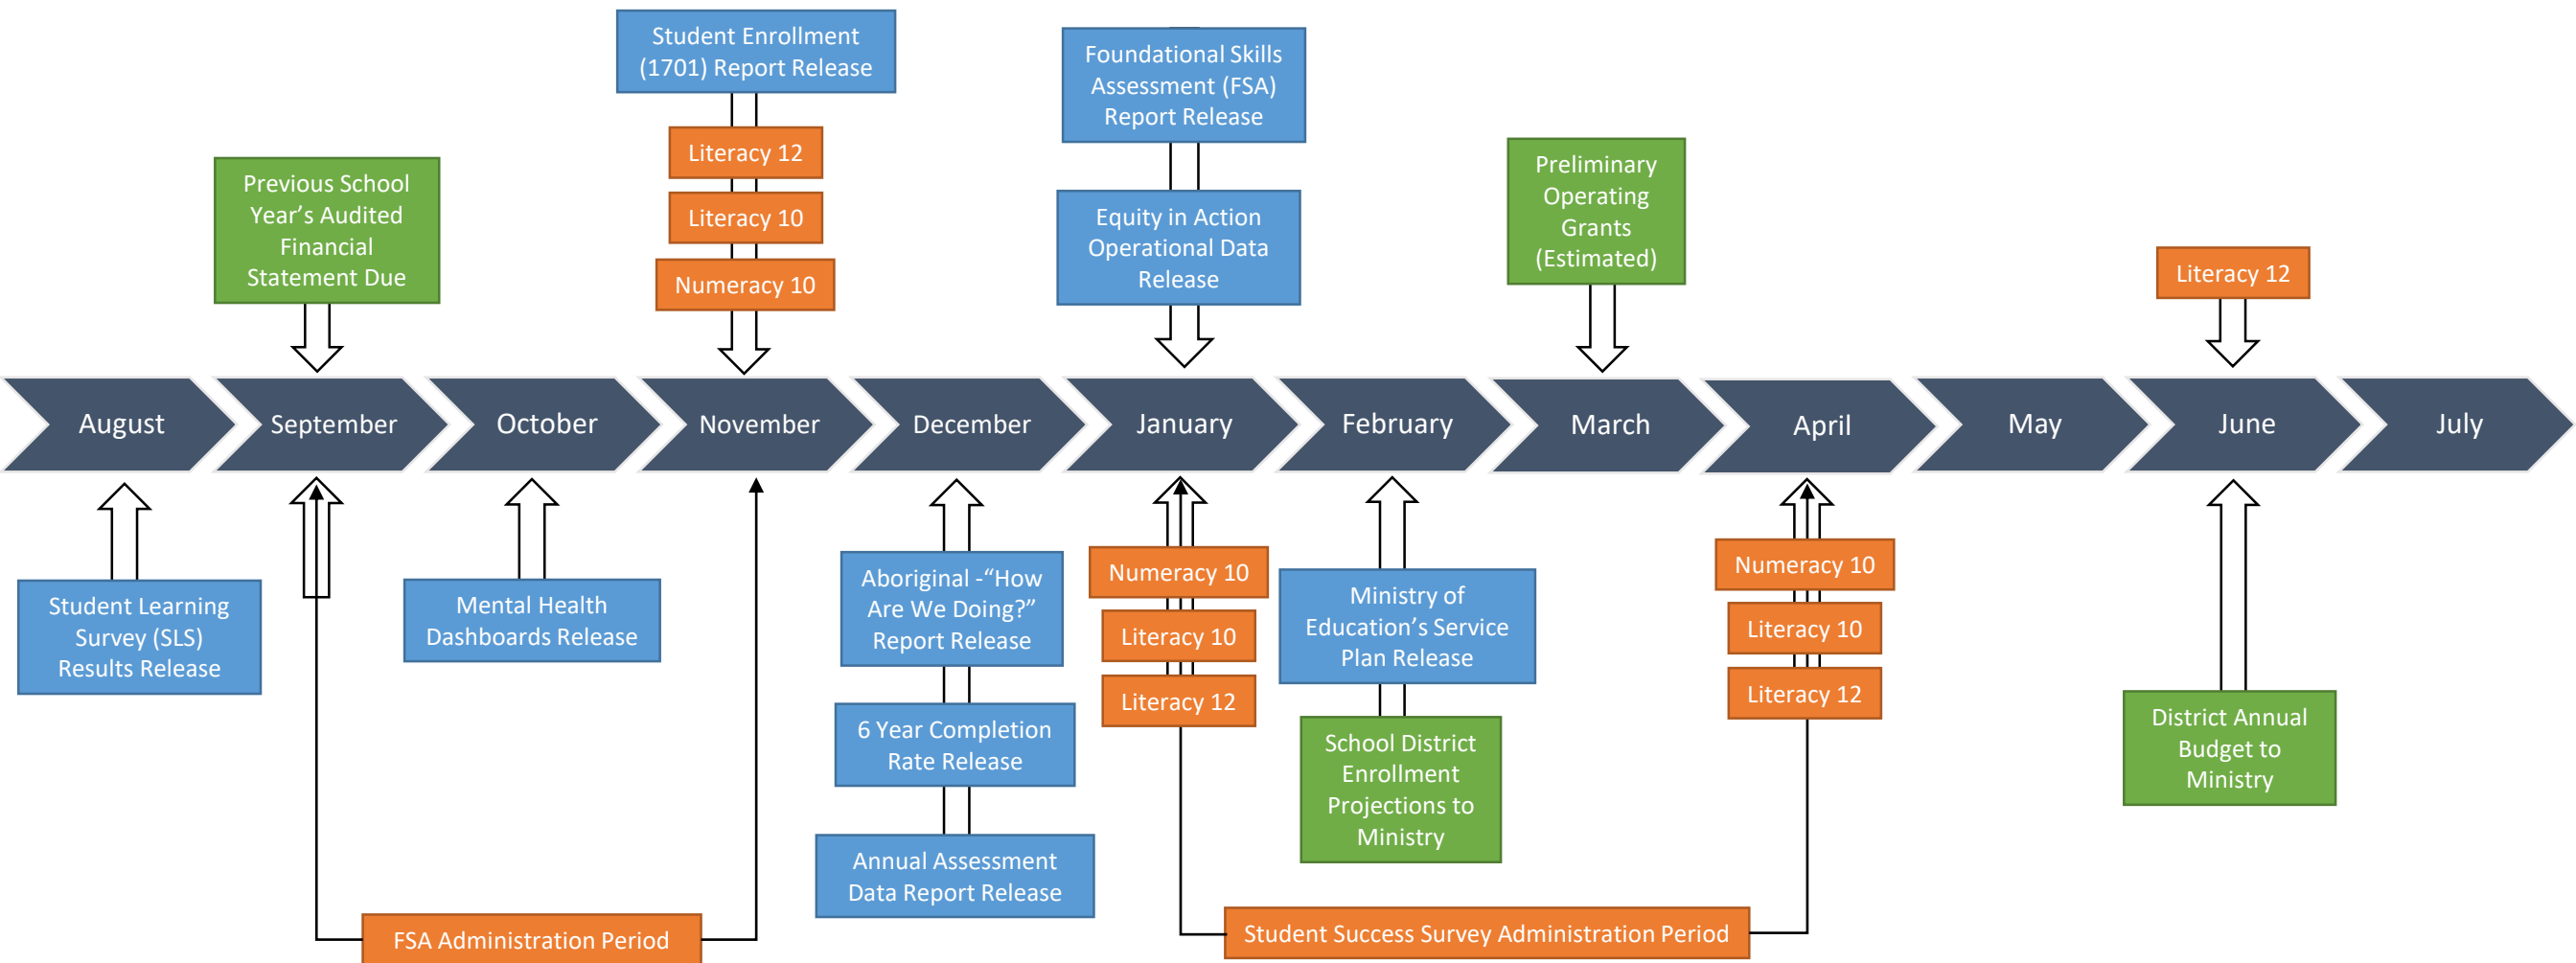 Student Enrollment
(1701) Report Release
Literacy 12
Literacy 10
Numeracy 10
Foundational Skills
Assessment (FSA)
Report Release
Equity in Action
Operational Data
Release
Previous School
Year’s Audited
Financial
Statement Due
Preliminary
Operating
Grants
(Estimated)
Literacy 12
August
September
October
November
December
January
February
March
April
May
June
July
Student Learning
Survey (SLS)
Results Release
Mental Health
Dashboards Release
Aboriginal -“How
Are We Doing?”
Report Release
6 Year Completion
Rate Release
Annual Assessment
Data Report Release
Numeracy 10
Literacy 10
Literacy 12
Ministry of
Education’s Service
Plan Release
School District
Enrollment
Projections to
Ministry
Numeracy 10
Literacy 10
Literacy 12
District Annual
Budget to
Ministry
FSA Administration Period
Student Success Survey Administration Period